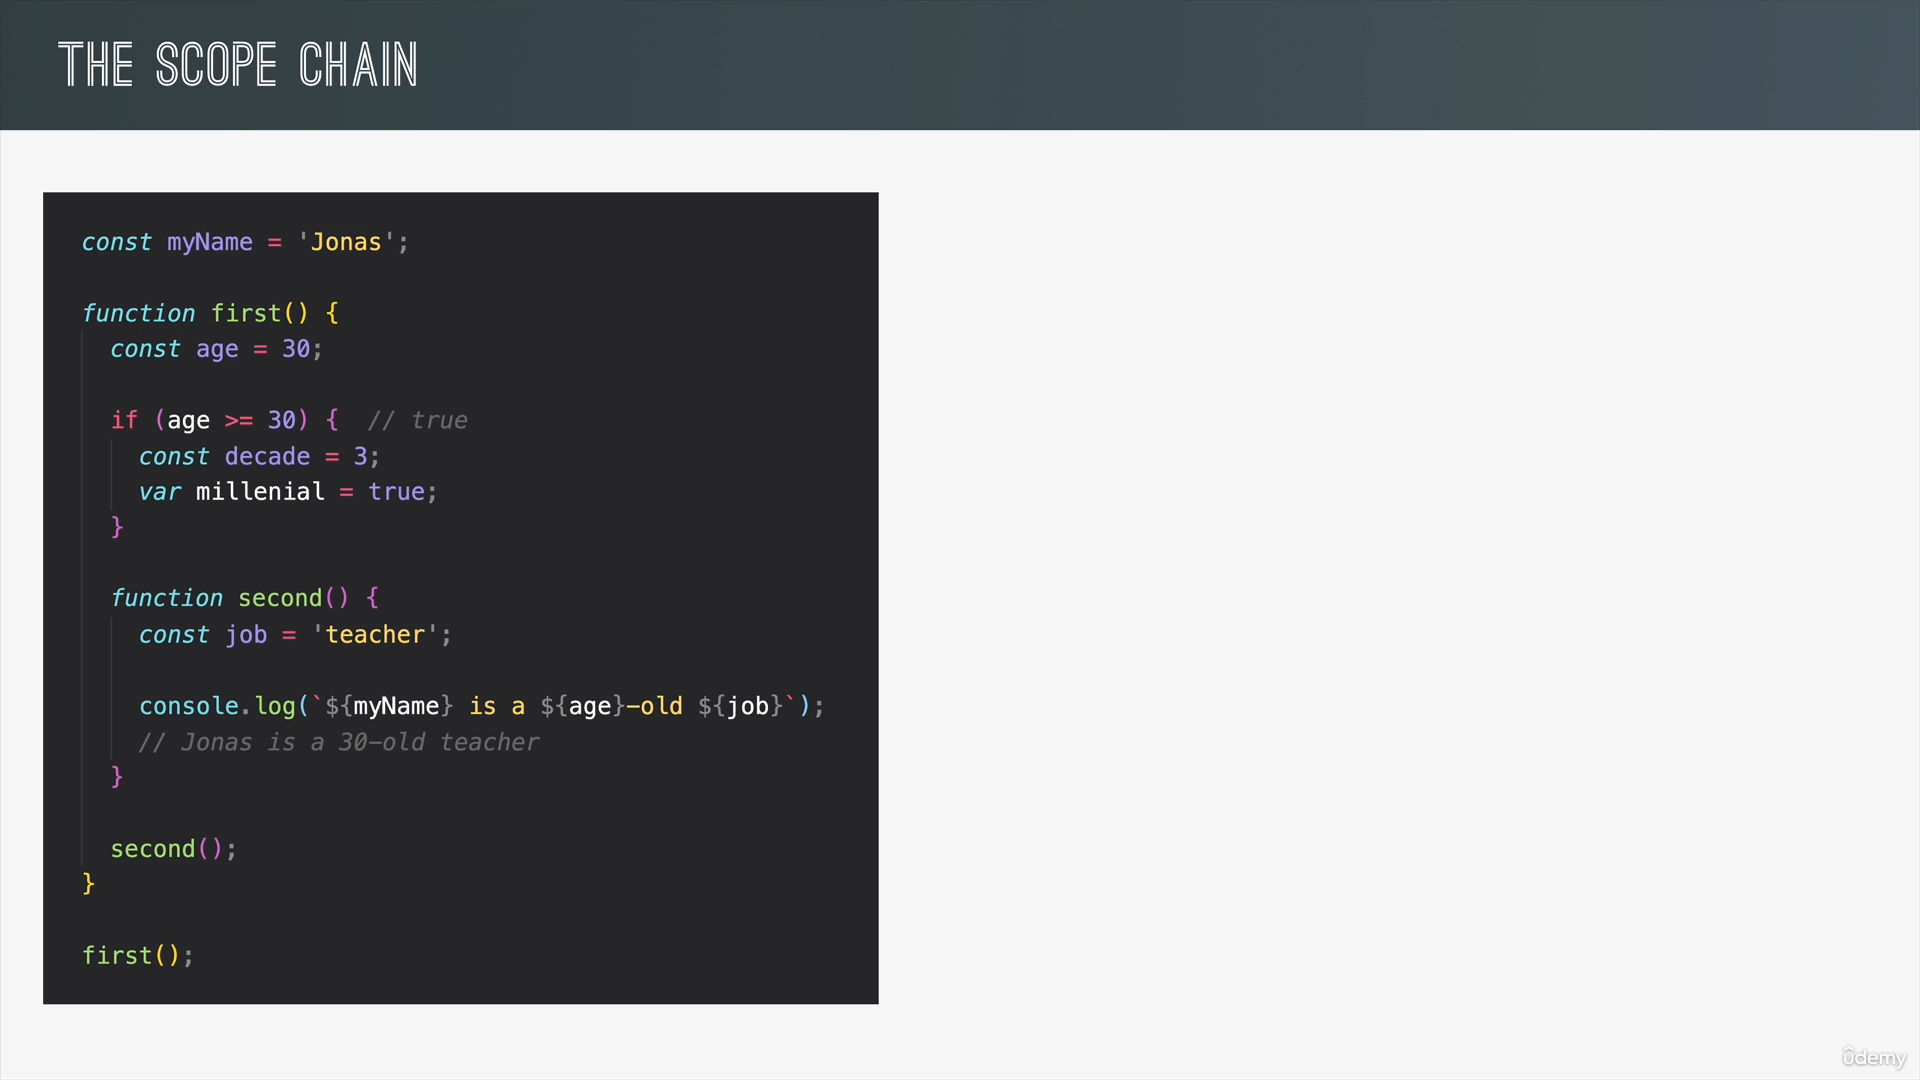 THE SCOPE CHAIN
const myName = 'Jonas';
function first() {
const age = 30;
if (age >= 30) { // true
const decade = 3;
var millenial = true;
}
function second() {
const job = 'teacher';
console.log(`${myName} is a ${age}-old ${job}`);
// Jonas is a 30-old teacher
}
second();
}
first();
ûdemy